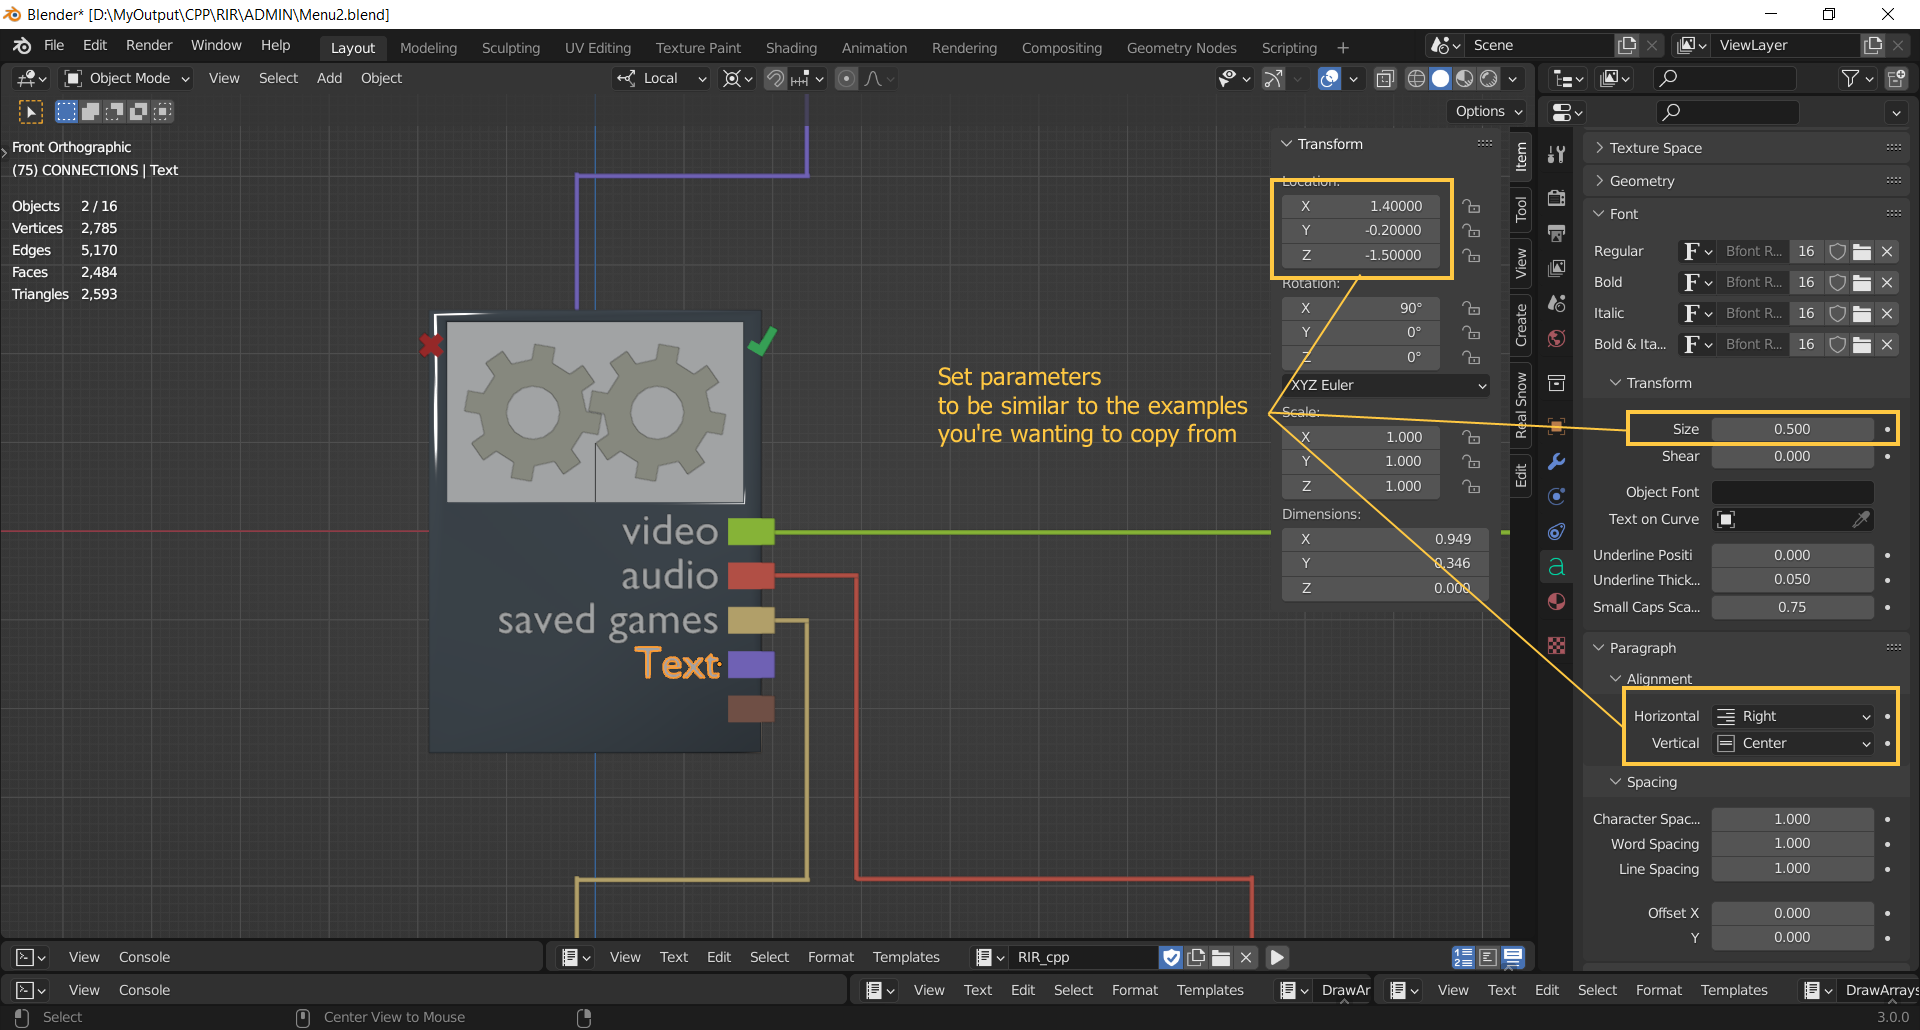 Blender* [D:\MyOutput\CPP\RIR\ADMIN\Menu2.blend]
File Edit Render Window Help Layout Modeling Sculpting UV Editing Texture Paint Shading Animation Rendering Compositing Geometry Nodes Scripting + Scene ViewLayer
Object Mode View Select Add Object Local
Options
Front Orthographic
(75) CONNECTIONS | Text
Objects 2 / 16
Vertices 2,785
Edges 5,170
Faces 2,484
Triangles 2,593
video
audio
saved games
Text
Set parameters
to be similar to the examples
you're wanting to copy from
Transform
Location:
X 1.40000
Y -0.20000
Z -1.50000
Rotation:
X 90°
Y 0°
Z 0°
XYZ Euler
Scale:
X 1.000
Y 1.000
Z 1.000
Dimensions:
X 0.949
Y 0.346
Z 0.000
Item
Tool
View
Create
Real Snow
Edit
Texture Space
Geometry
Font
Regular F Bfont R... 16
Bold F Bfont R... 16
Italic F Bfont R... 16
Bold & Ita... F Bfont R... 16
Transform
Size 0.500
Shear 0.000
Object Font
Text on Curve
Underline Positi 0.000
Underline Thick... 0.050
Small Caps Sca... 0.75
Paragraph
Alignment
Horizontal Right
Vertical Center
Spacing
Character Spac... 1.000
Word Spacing 1.000
Line Spacing 1.000
Offset X 0.000
Y 0.000
View Console View Text Edit Select Format Templates RIR_cpp
View Console View Text Edit Select Format Templates DrawAr View Text Edit Select Format Templates DrawArrays
Select Center View to Mouse 3.0.0